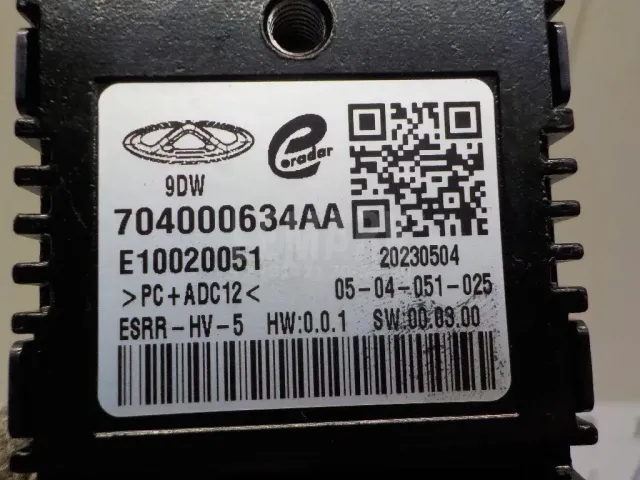 eradar
9DW
704000634AA
E10020051
20230504
>PC+ADC12<
05-04-051-025
ESRR-HV-5 HW:0.0.1 SW:00.03.00